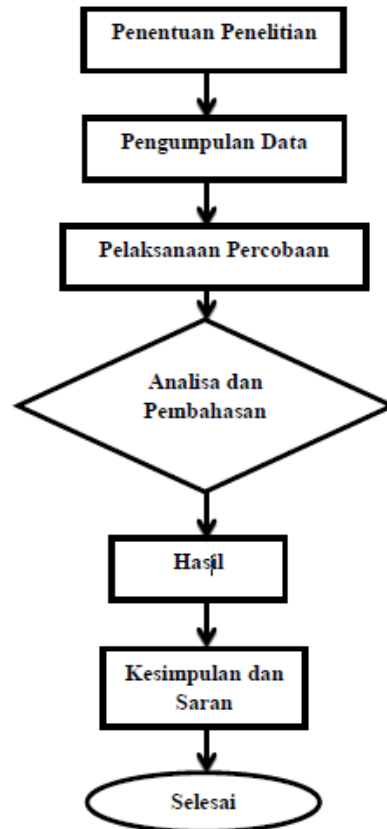 Penentuan Penelitian
Pengumpulan Data
Pelaksanaan Percobaan
Analisa dan
Pembahasan
Hasil
Kesimpulan dan
Saran
Selesai